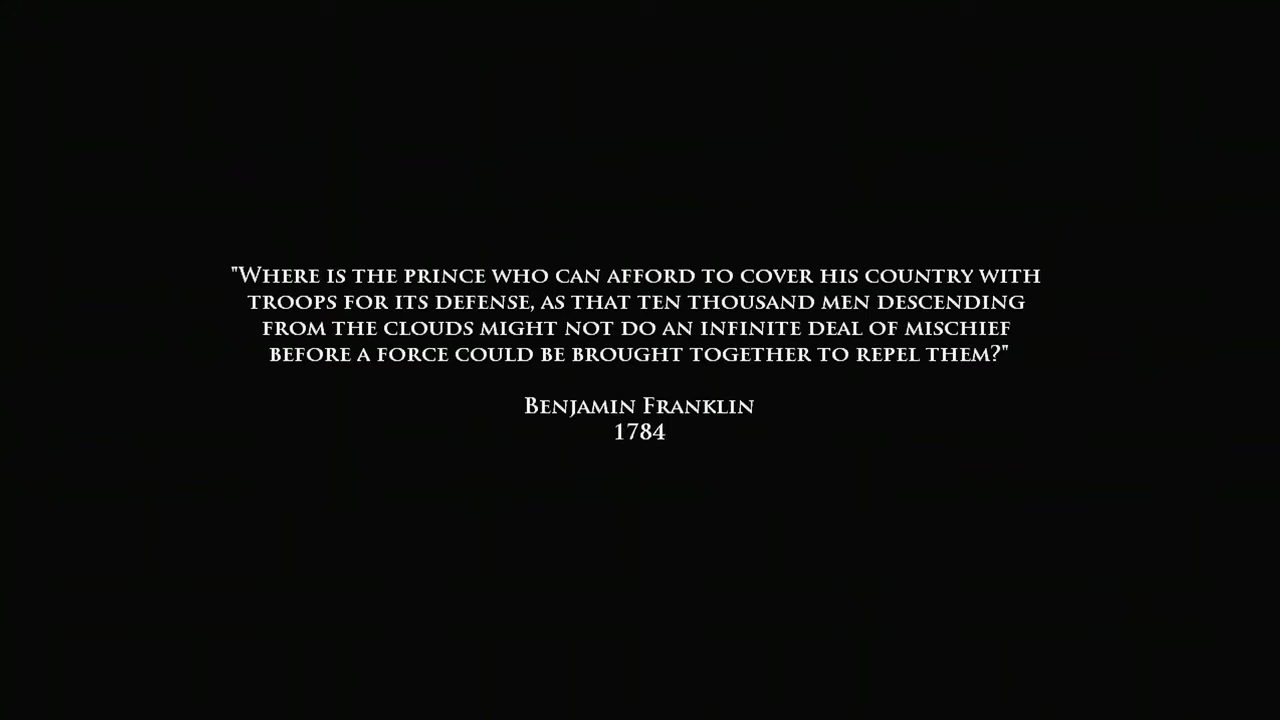 "Where is the prince who can afford to cover his country with
troops for its defense, as that ten thousand men descending
from the clouds might not do an infinite deal of mischief
before a force could be brought together to repel them?"
Benjamin Franklin
1784